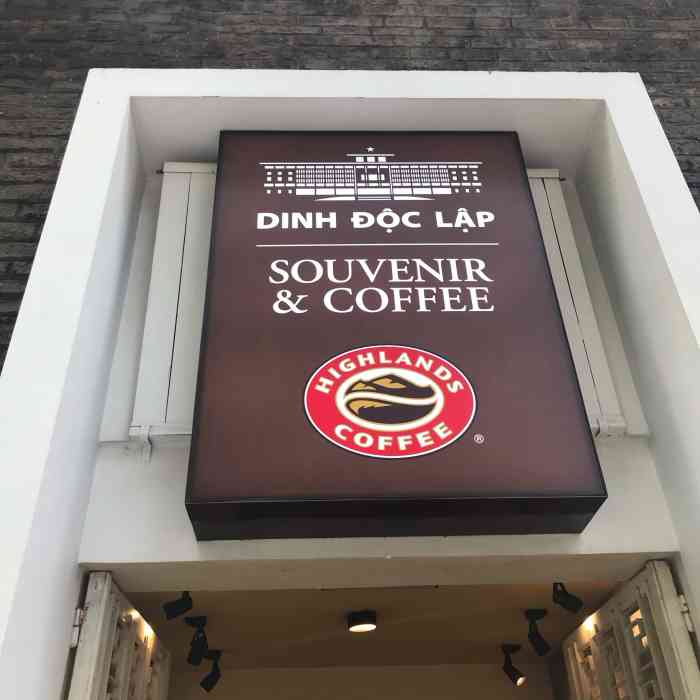 DINH ĐỘC LẬP
SOUVENIR
& COFFEE
HIGHLANDS
COFFEE
®